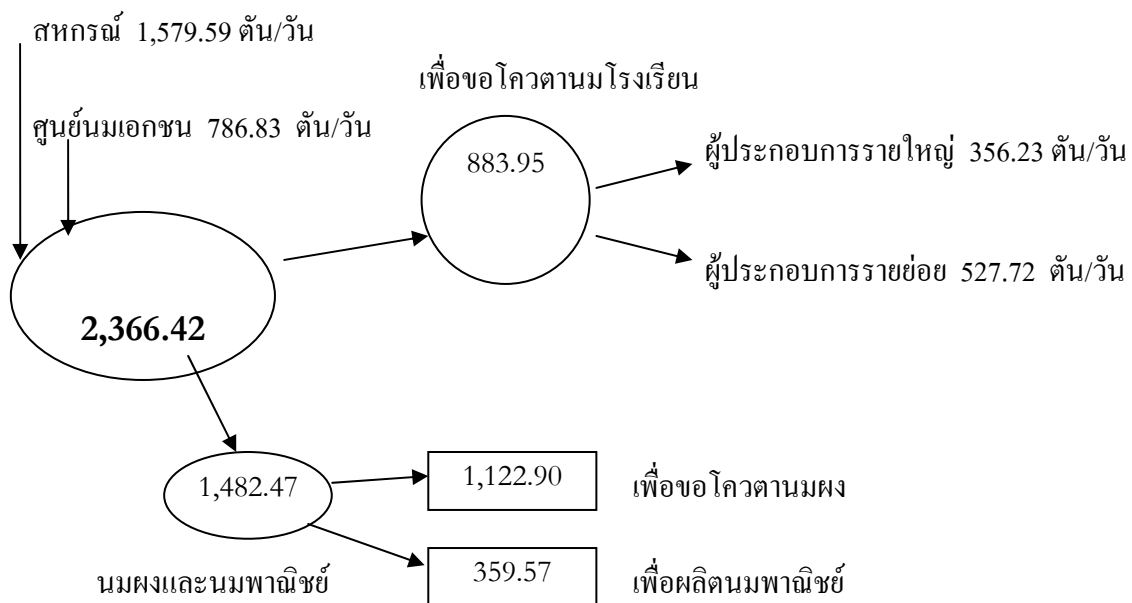 สหกรณ์ 1,579.59 ตัน/วัน
เพื่อขอโควตานมโรงเรียน
ศูนย์นมเอกชน 786.83 ตัน/วัน
883.95
ผู้ประกอบการรายใหญ่ 356.23 ตัน/วัน
ผู้ประกอบการรายย่อย 527.72 ตัน/วัน
2,366.42
1,482.47
1,122.90
เพื่อขอโควตานมผง
นมผงและนมพาณิชย์
359.57
เพื่อผลิตนมพาณิชย์